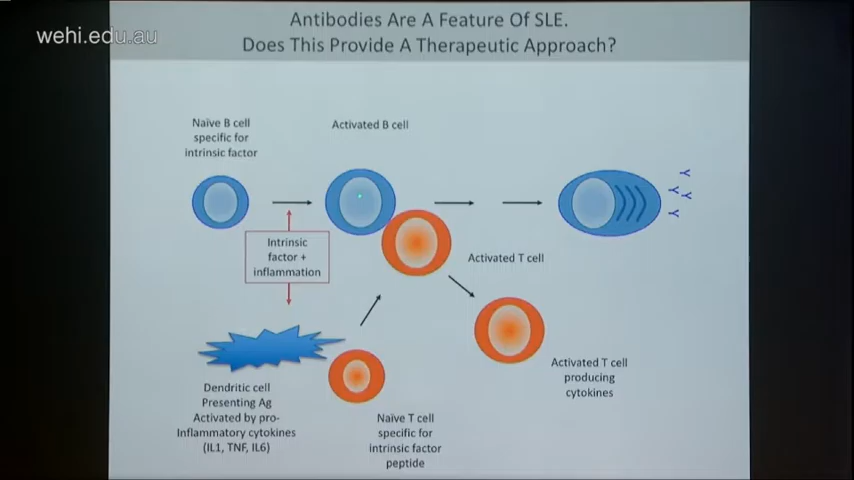 wehi.edu.au
Antibodies Are A Feature Of SLE.
Does This Provide A Therapeutic Approach?
Naïve B cell
specific for
intrinsic factor
Activated B cell
Intrinsic
factor +
inflammation
Activated T cell
Dendritic cell
Presenting Ag
Activated by pro-
Inflammatory cytokines
(IL1, TNF, IL6)
Naïve T cell
specific for
intrinsic factor
peptide
Activated T cell
producing
cytokines